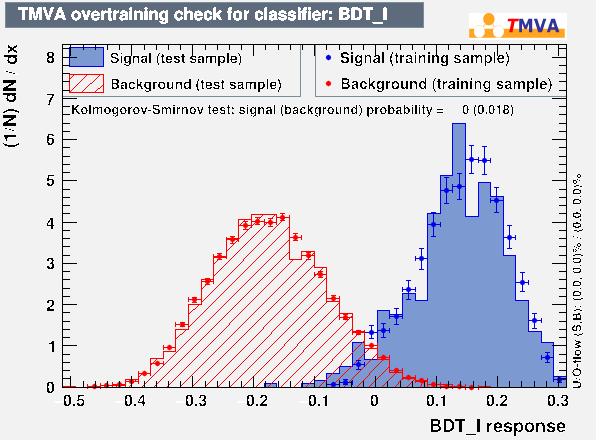 TMVA overtraining check for classifier: BDT_I
TMVA
Signal (test sample)
Background (test sample)
Signal (training sample)
Background (training sample)
Kolmogorov-Smirnov test: signal (background) probability = 0 (0.018)
(1/N) dN / dx
8
7
6
5
4
3
2
1
0
−0.5 −0.4 −0.3 −0.2 −0.1 0 0.1 0.2 0.3
BDT_I response
U/O-flow (S,B): (0.0, 0.0)% / (0.0, 0.0)%